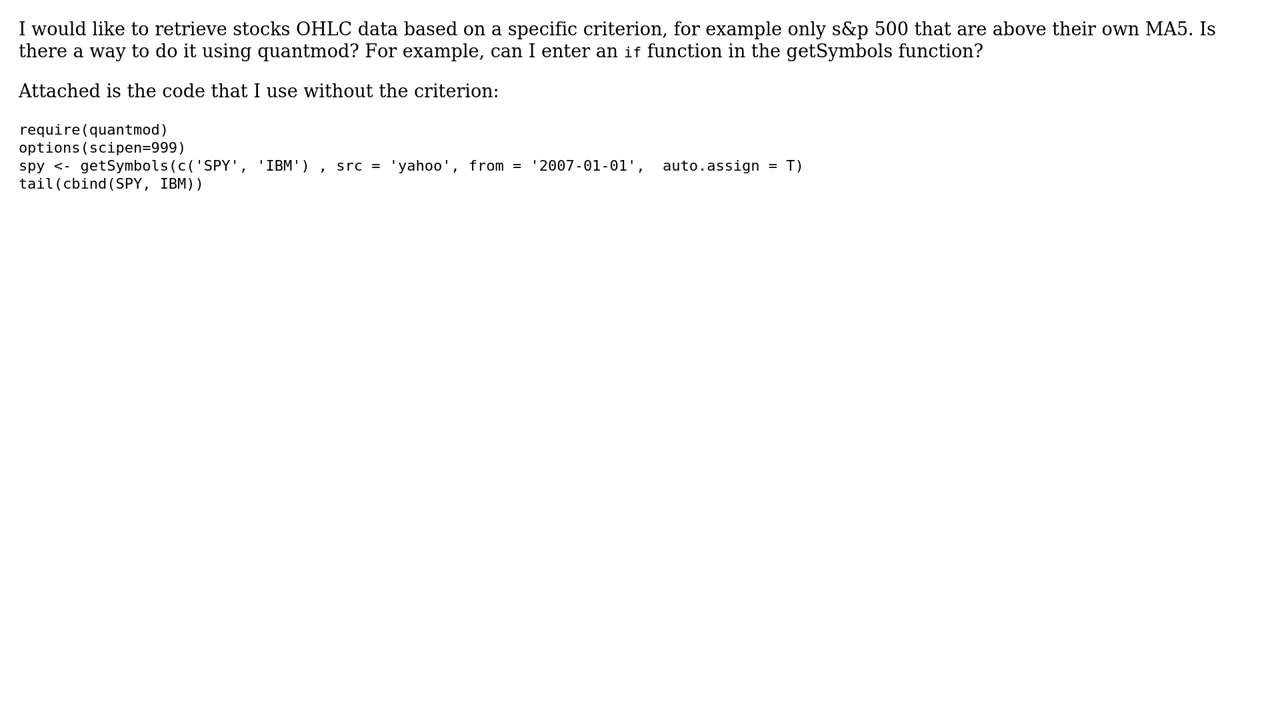 I would like to retrieve stocks OHLC data based on a specific criterion, for example only s&p 500 that are above their own MA5. Is
there a way to do it using quantmod? For example, can I enter an if function in the getSymbols function?
Attached is the code that I use without the criterion:
require(quantmod)
options(scipen=999)
spy <- getSymbols(c('SPY', 'IBM') , src = 'yahoo', from = '2007-01-01',  auto.assign = T)
tail(cbind(SPY, IBM))